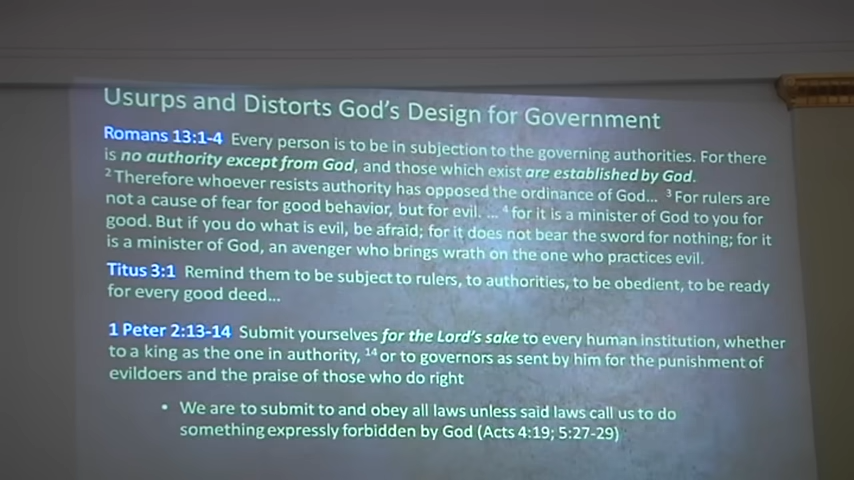 Usurps and Distorts God's Design for Government
Romans 13:1-4 Every person is to be in subjection to the governing authorities. For there
is no authority except from God, and those which exist are established by God.
2 Therefore whoever resists authority has opposed the ordinance of God... 3 For rulers are
not a cause of fear for good behavior, but for evil. ... 4 for it is a minister of God to you for
good. But if you do what is evil, be afraid; for it does not bear the sword for nothing; for it
is a minister of God, an avenger who brings wrath on the one who practices evil.
Titus 3:1 Remind them to be subject to rulers, to authorities, to be obedient, to be ready
for every good deed...
1 Peter 2:13-14 Submit yourselves for the Lord's sake to every human institution, whether
to a king as the one in authority, 14 or to governors as sent by him for the punishment of
evildoers and the praise of those who do right
• We are to submit to and obey all laws unless said laws call us to do
something expressly forbidden by God (Acts 4:19; 5:27-29)